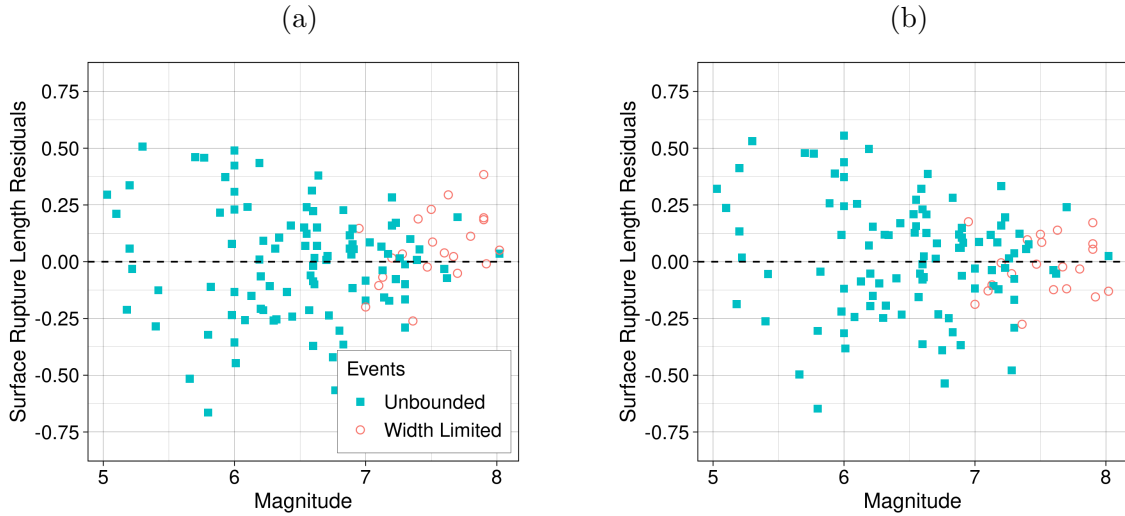 (a)
Surface Rupture Length Residuals
0.75
0.50
0.25
0.00
-0.25
-0.50
-0.75
5
6
7
8
Magnitude
Events
Unbounded
Width Limited
(b)
Surface Rupture Length Residuals
0.75
0.50
0.25
0.00
-0.25
-0.50
-0.75
5
6
7
8
Magnitude